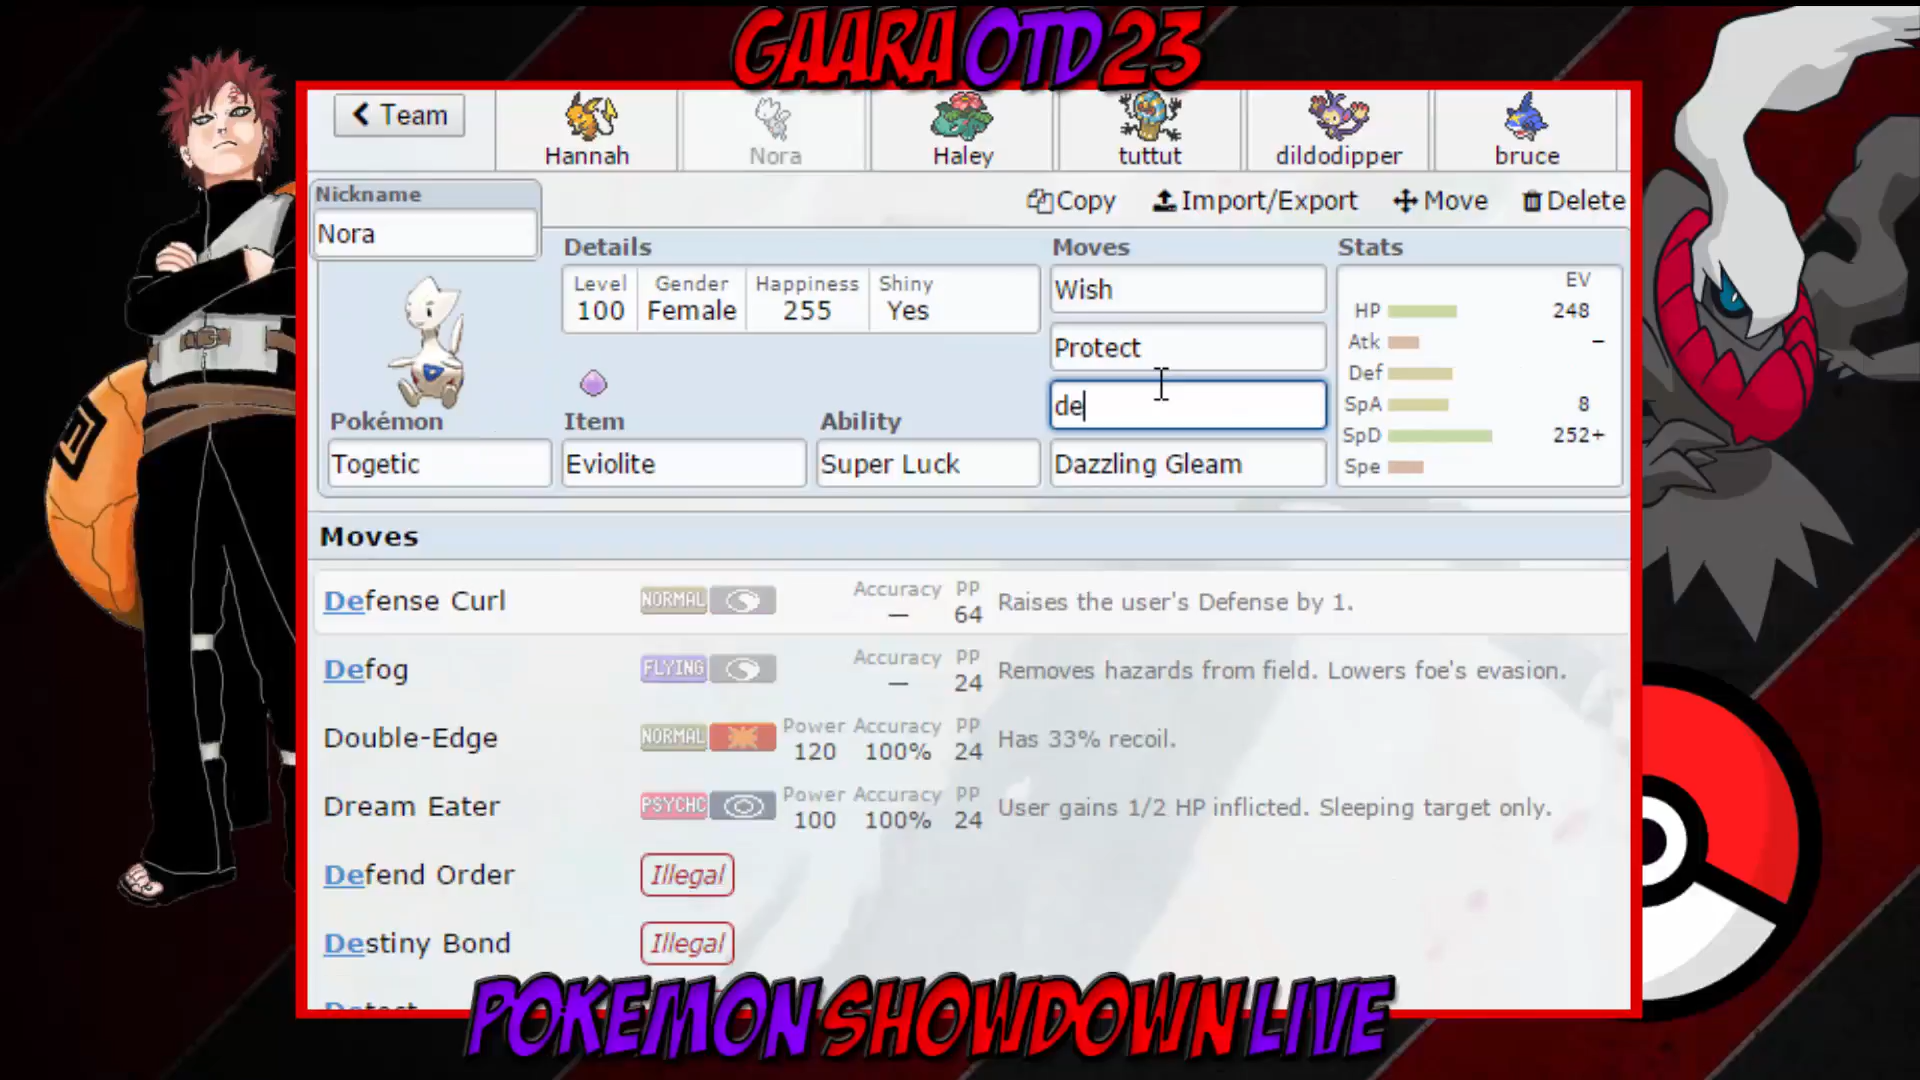 GAARA OTD 23
Team
Hannah
Nora
Haley
tuttut
dildodipper
bruce
Nickname
Nora
Copy
Import/Export
Move
Delete
Details
Level
100
Gender
Female
Happiness
255
Shiny
Yes
Pokémon
Togetic
Item
Eviolite
Ability
Super Luck
Moves
Wish
Protect
de
Dazzling Gleam
Stats
EV
HP 248
Atk –
Def
SpA 8
SpD 252+
Spe
Moves
Defense Curl NORMAL Accuracy — PP 64 Raises the user's Defense by 1.
Defog FLYING Accuracy — PP 24 Removes hazards from field. Lowers foe's evasion.
Double-Edge NORMAL Power 120 Accuracy 100% PP 24 Has 33% recoil.
Dream Eater PSYCHC Power 100 Accuracy 100% PP 24 User gains 1/2 HP inflicted. Sleeping target only.
Defend Order Illegal
Destiny Bond Illegal
POKEMON SHOWDOWN LIVE